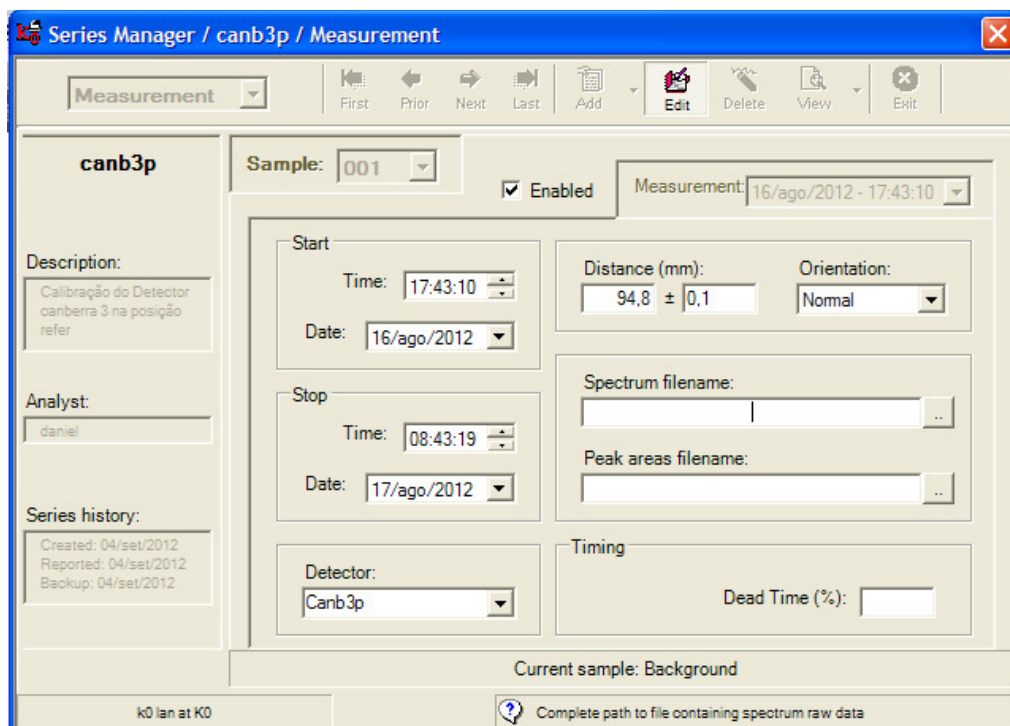 Series Manager / canb3p / Measurement
Measurement
First Prior Next Last Add Edit Delete View Exit
canb3p
Sample: 001
Enabled
Measurement: 16/ago/2012 - 17:43:10
Description:
Calibração do Detector
canberra 3 na posição
refer
Analyst:
daniel
Series history:
Created: 04/set/2012
Reported: 04/set/2012
Backup: 04/set/2012
Start
Time: 17:43:10
Date: 16/ago/2012
Stop
Time: 08:43:19
Date: 17/ago/2012
Detector:
Canb3p
Distance (mm): Orientation:
94,8 ± 0,1 Normal
Spectrum filename:
..
Peak areas filename:
..
Timing
Dead Time (%):
Current sample: Background
k0 lan at K0
Complete path to file containing spectrum raw data